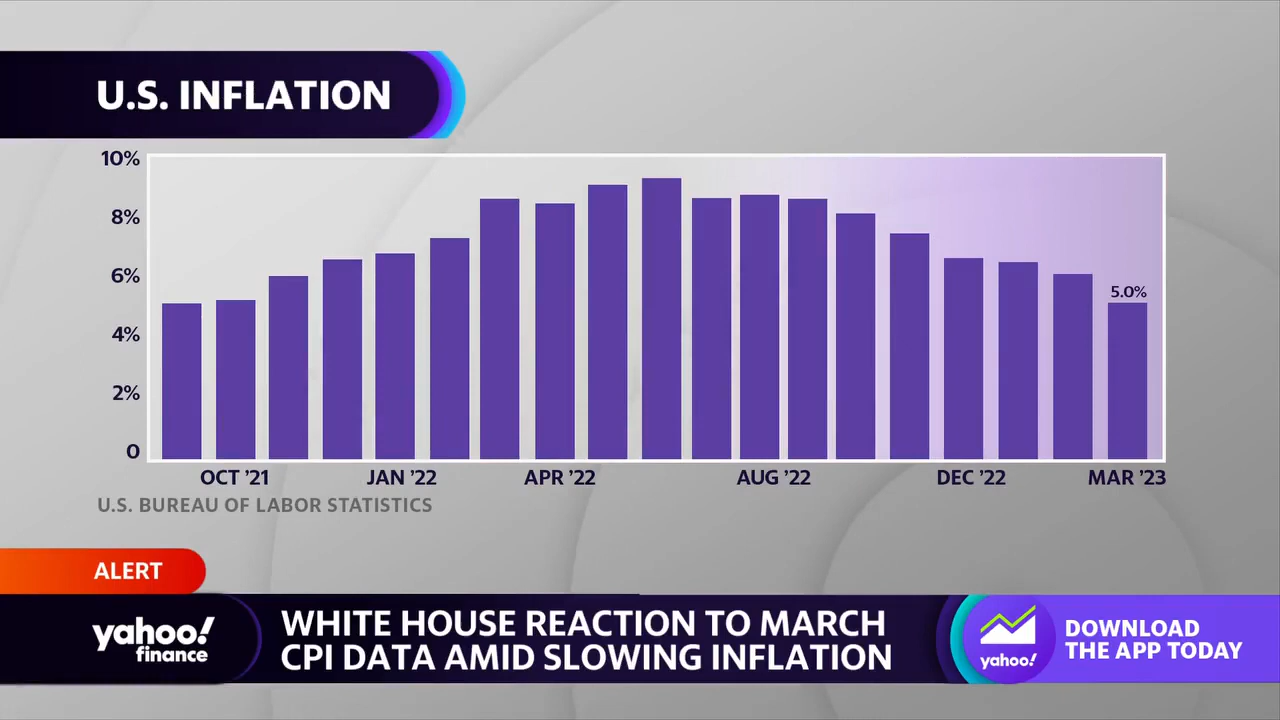 U.S. INFLATION
10%
8%
6%
4%
2%
0
5.0%
OCT ’21 JAN ’22 APR ’22 AUG ’22 DEC ’22 MAR ’23
U.S. BUREAU OF LABOR STATISTICS
ALERT
yahoo!
finance
WHITE HOUSE REACTION TO MARCH
CPI DATA AMID SLOWING INFLATION
yahoo!
DOWNLOAD
THE APP TODAY